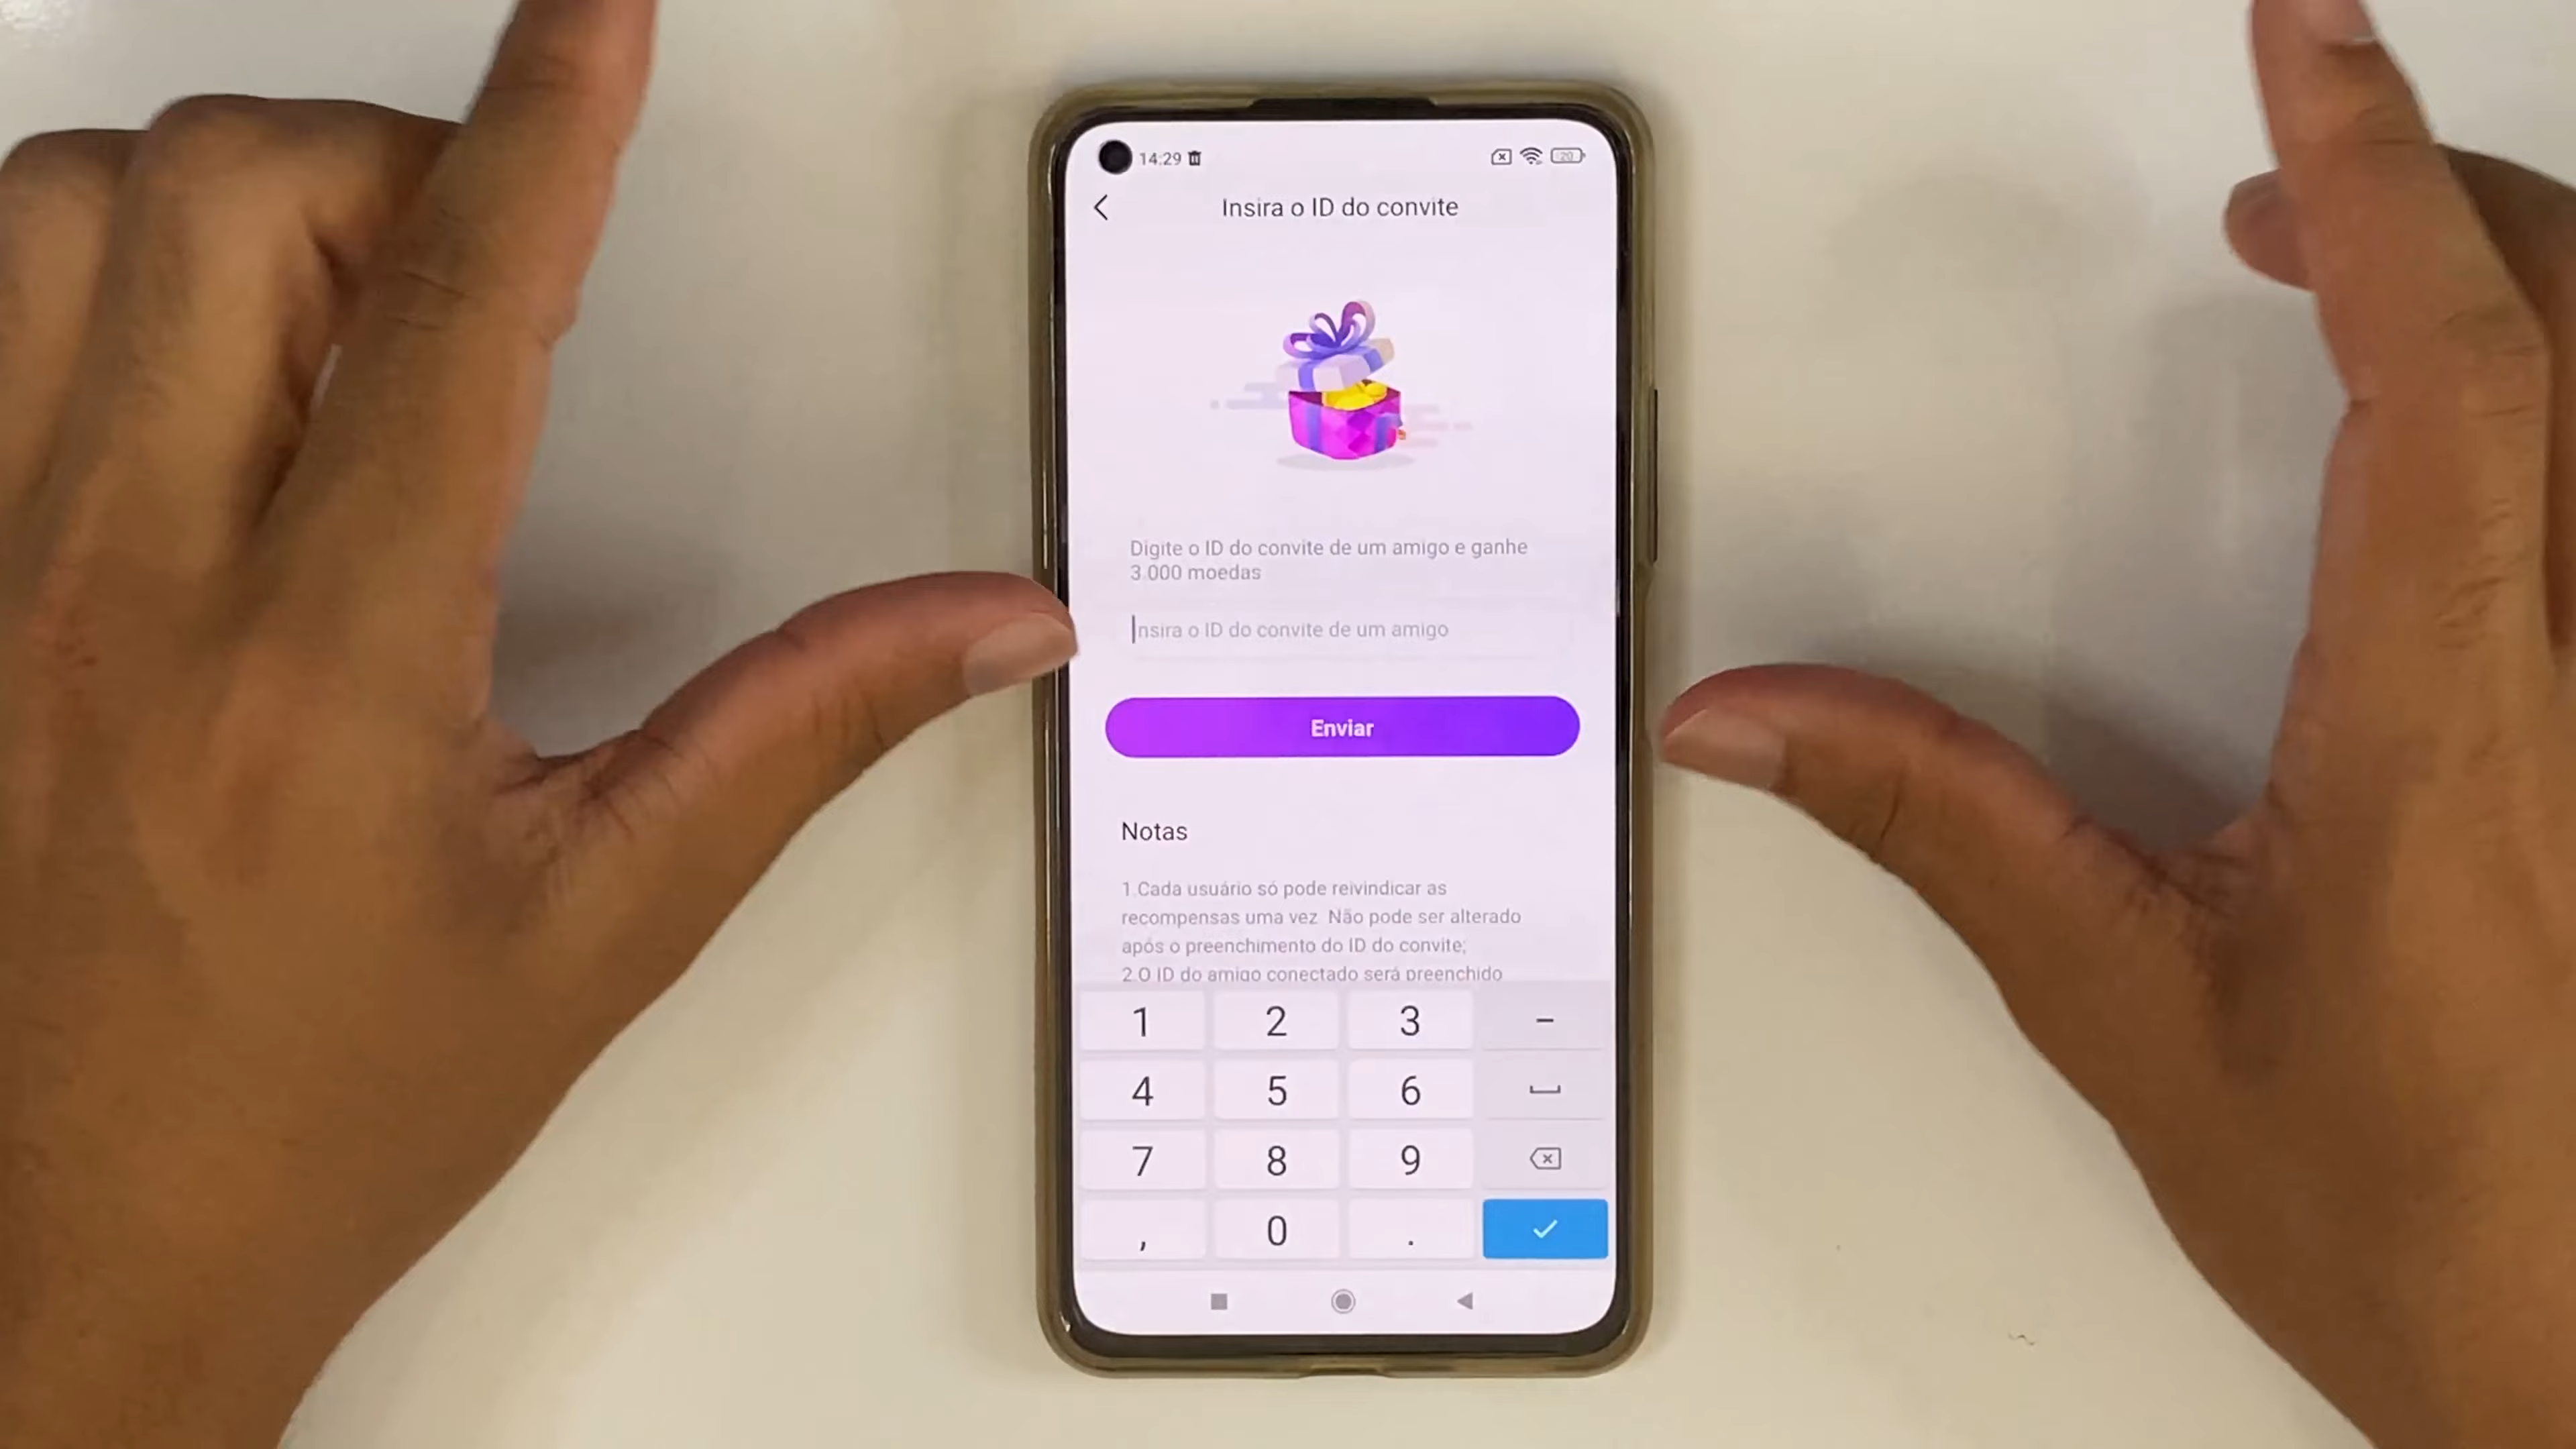 14:29
20
Insira o ID do convite
Digite o ID do convite de um amigo e ganhe
3.000 moedas
Insira o ID do convite de um amigo
Enviar
Notas
1.Cada usuário só pode reivindicar as
recompensas uma vez. Não pode ser alterado
após o preenchimento do ID do convite;
2.O ID do amigo conectado será preenchido
1 2 3 –
4 5 6
7 8 9
, 0 .